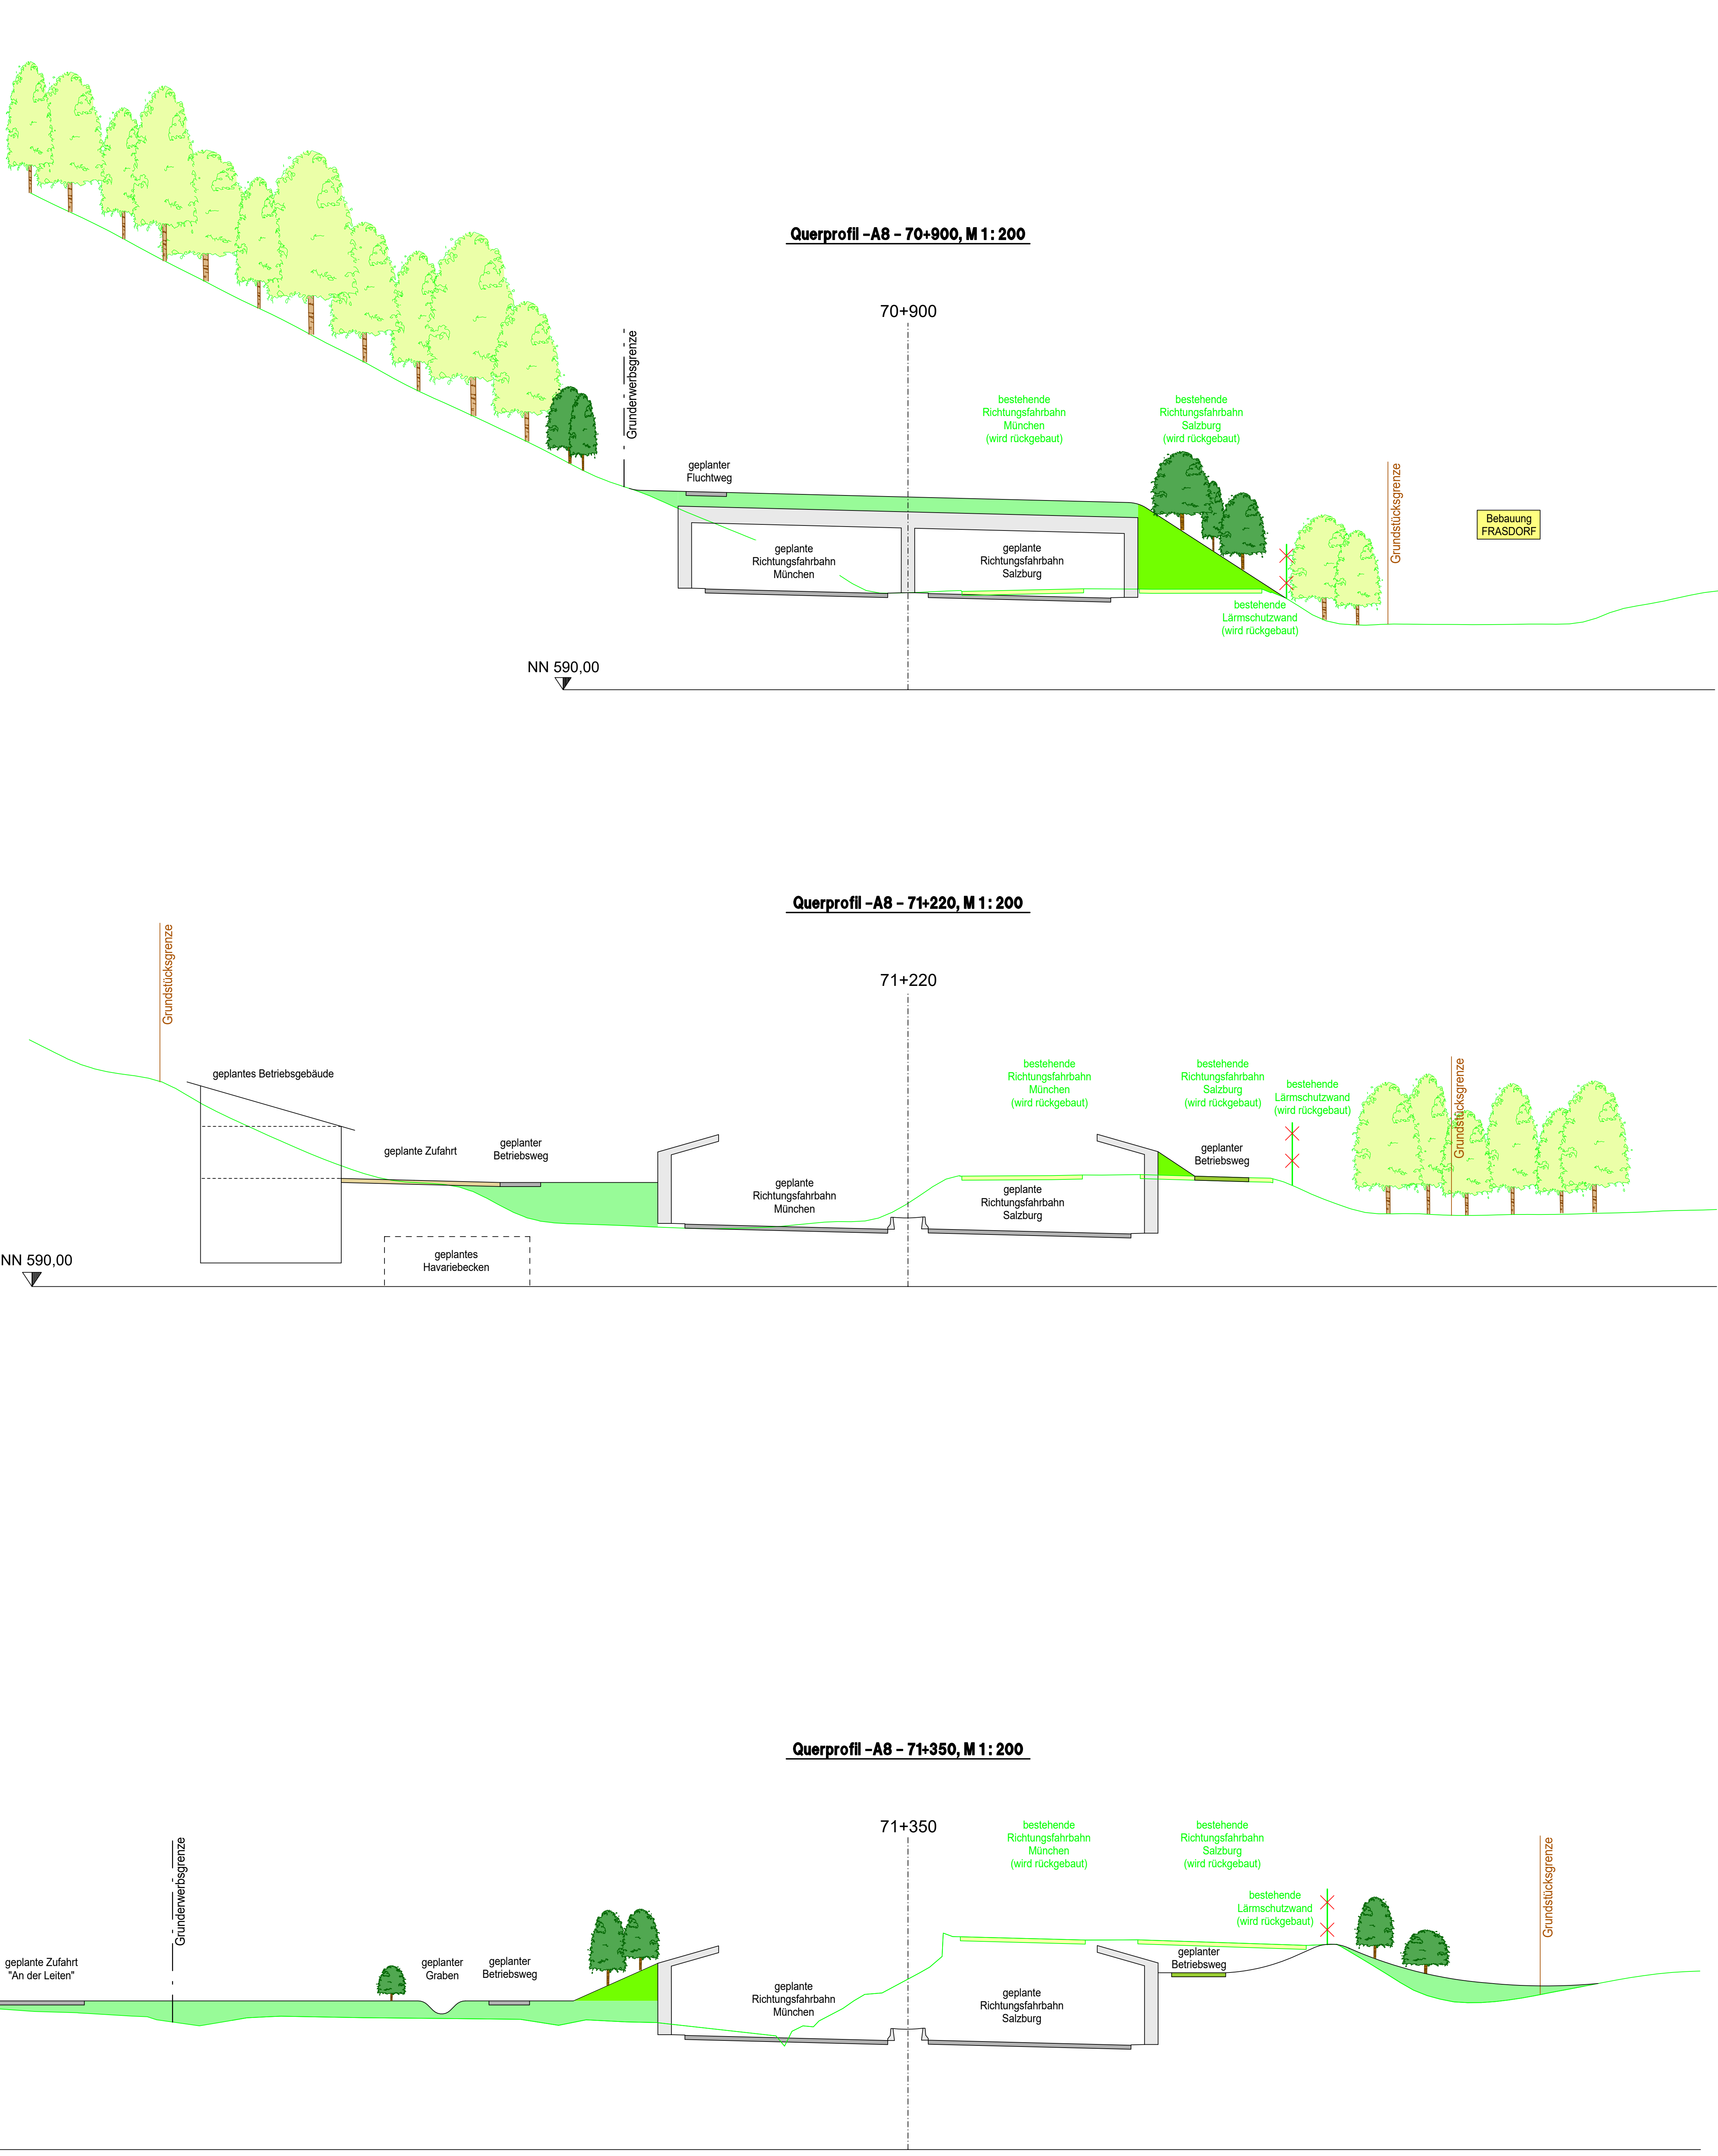 Querprofil -A8 - 70+900, M 1 : 200
70+900
Grunderwerbsgrenze
bestehende
Richtungsfahrbahn
München
(wird rückgebaut)
bestehende
Richtungsfahrbahn
Salzburg
(wird rückgebaut)
geplanter
Fluchtweg
Grundstücksgrenze
Bebauung
FRASDORF
geplante
Richtungsfahrbahn
München
geplante
Richtungsfahrbahn
Salzburg
bestehende
Lärmschutzwand
(wird rückgebaut)
NN 590,00
Querprofil -A8 - 71+220, M 1 : 200
Grundstücksgrenze
71+220
geplantes Betriebsgebäude
bestehende
Richtungsfahrbahn
München
(wird rückgebaut)
bestehende
Richtungsfahrbahn
Salzburg
(wird rückgebaut)
bestehende
Lärmschutzwand
(wird rückgebaut)
Grundstücksgrenze
geplante Zufahrt
geplanter
Betriebsweg
geplanter
Betriebsweg
geplante
Richtungsfahrbahn
München
geplante
Richtungsfahrbahn
Salzburg
geplantes
Havariebecken
NN 590,00
Querprofil -A8 - 71+350, M 1 : 200
71+350
Grunderwerbsgrenze
bestehende
Richtungsfahrbahn
München
(wird rückgebaut)
bestehende
Richtungsfahrbahn
Salzburg
(wird rückgebaut)
bestehende
Lärmschutzwand
(wird rückgebaut)
Grundstücksgrenze
geplante Zufahrt
"An der Leiten"
geplanter
Graben
geplanter
Betriebsweg
geplanter
Betriebsweg
geplante
Richtungsfahrbahn
München
geplante
Richtungsfahrbahn
Salzburg